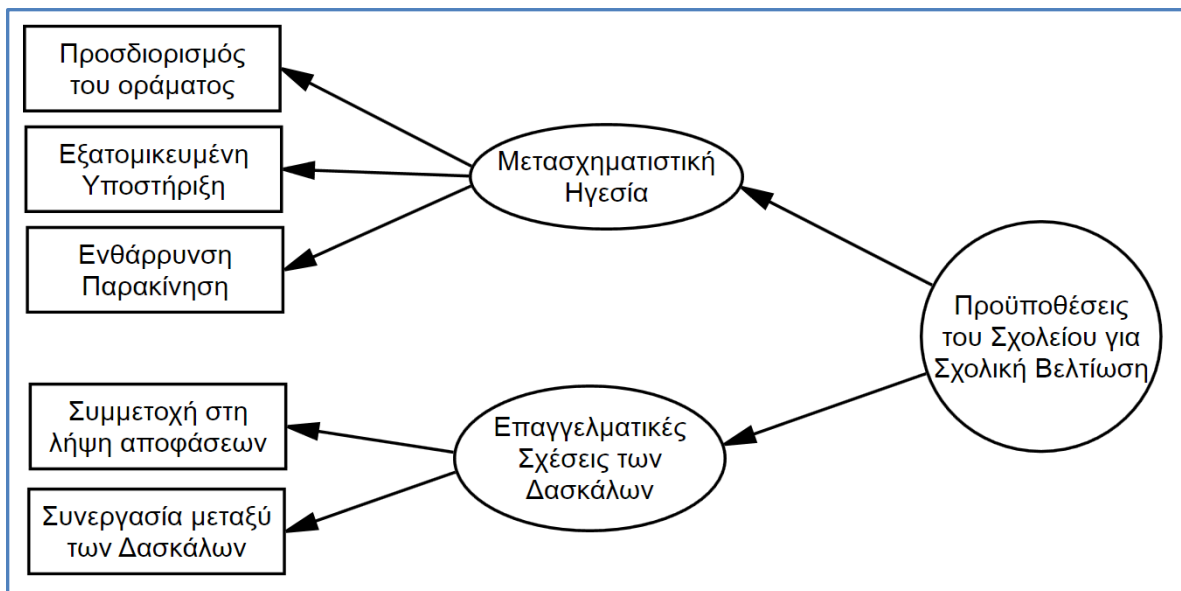 Προσδιορισμός
του οράματος
Εξατομικευμένη
Υποστήριξη
Ενθάρρυνση
Παρακίνηση
Συμμετοχή στη
λήψη αποφάσεων
Συνεργασία μεταξύ
των Δασκάλων
Μετασχηματιστική
Ηγεσία
Επαγγελματικές
Σχέσεις των
Δασκάλων
Προϋποθέσεις
του Σχολείου για
Σχολική Βελτίωση